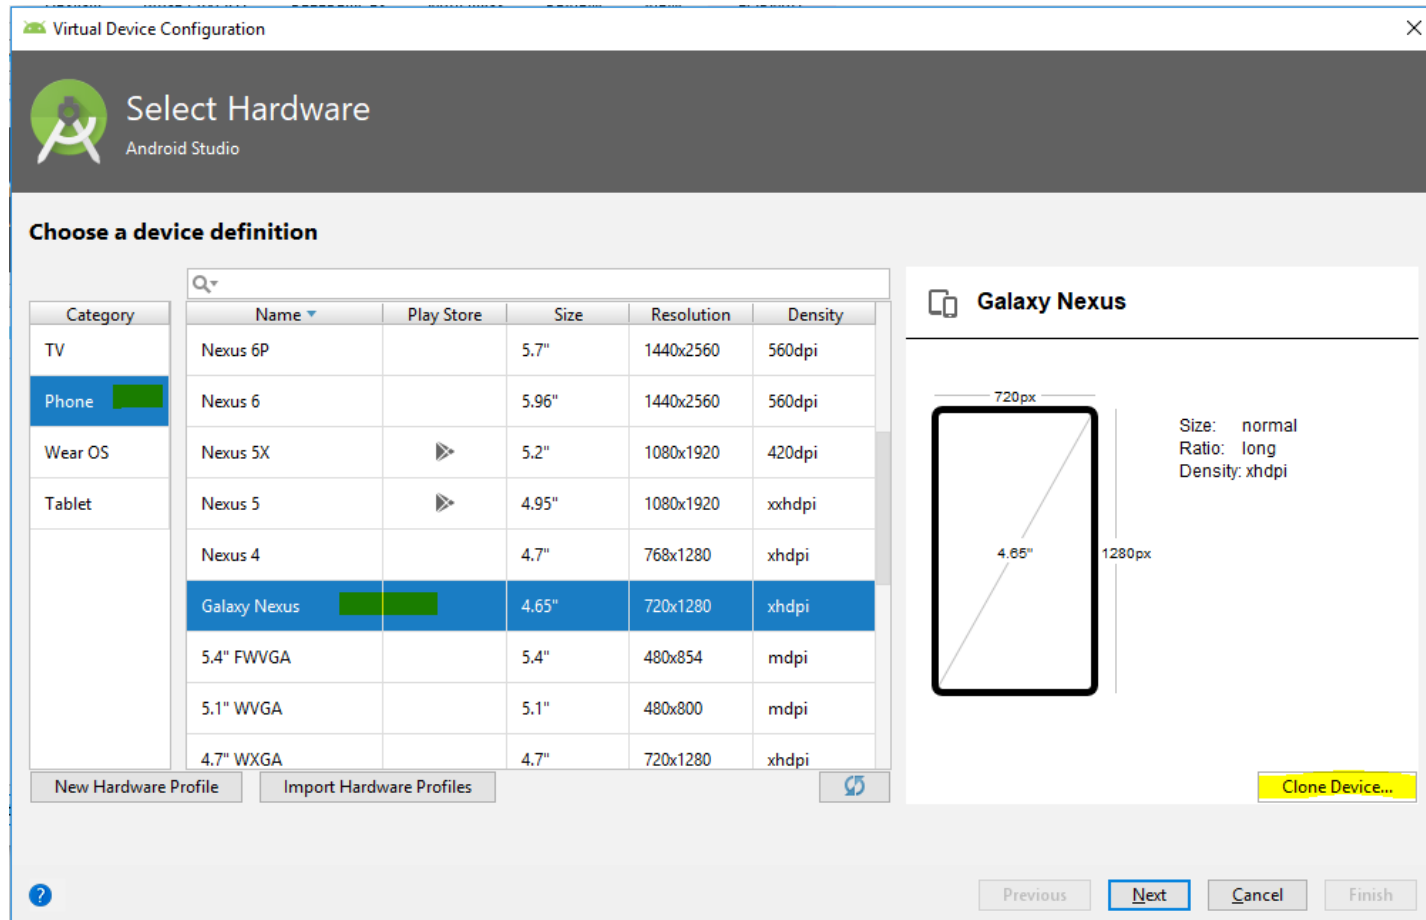 Virtual Device Configuration
Select Hardware
Android Studio
Choose a device definition
Category
TV
Phone
Wear OS
Tablet
Name Play Store Size Resolution Density
Nexus 6P 5.7" 1440x2560 560dpi
Nexus 6 5.96" 1440x2560 560dpi
Nexus 5X 5.2" 1080x1920 420dpi
Nexus 5 4.95" 1080x1920 xxhdpi
Nexus 4 4.7" 768x1280 xhdpi
Galaxy Nexus 4.65" 720x1280 xhdpi
5.4" FWVGA 5.4" 480x854 mdpi
5.1" WVGA 5.1" 480x800 mdpi
4.7" WXGA 4.7" 720x1280 xhdpi
New Hardware Profile Import Hardware Profiles
Galaxy Nexus
720px
4.65"
1280px
Size: normal
Ratio: long
Density: xhdpi
Clone Device...
? Previous Next Cancel Finish